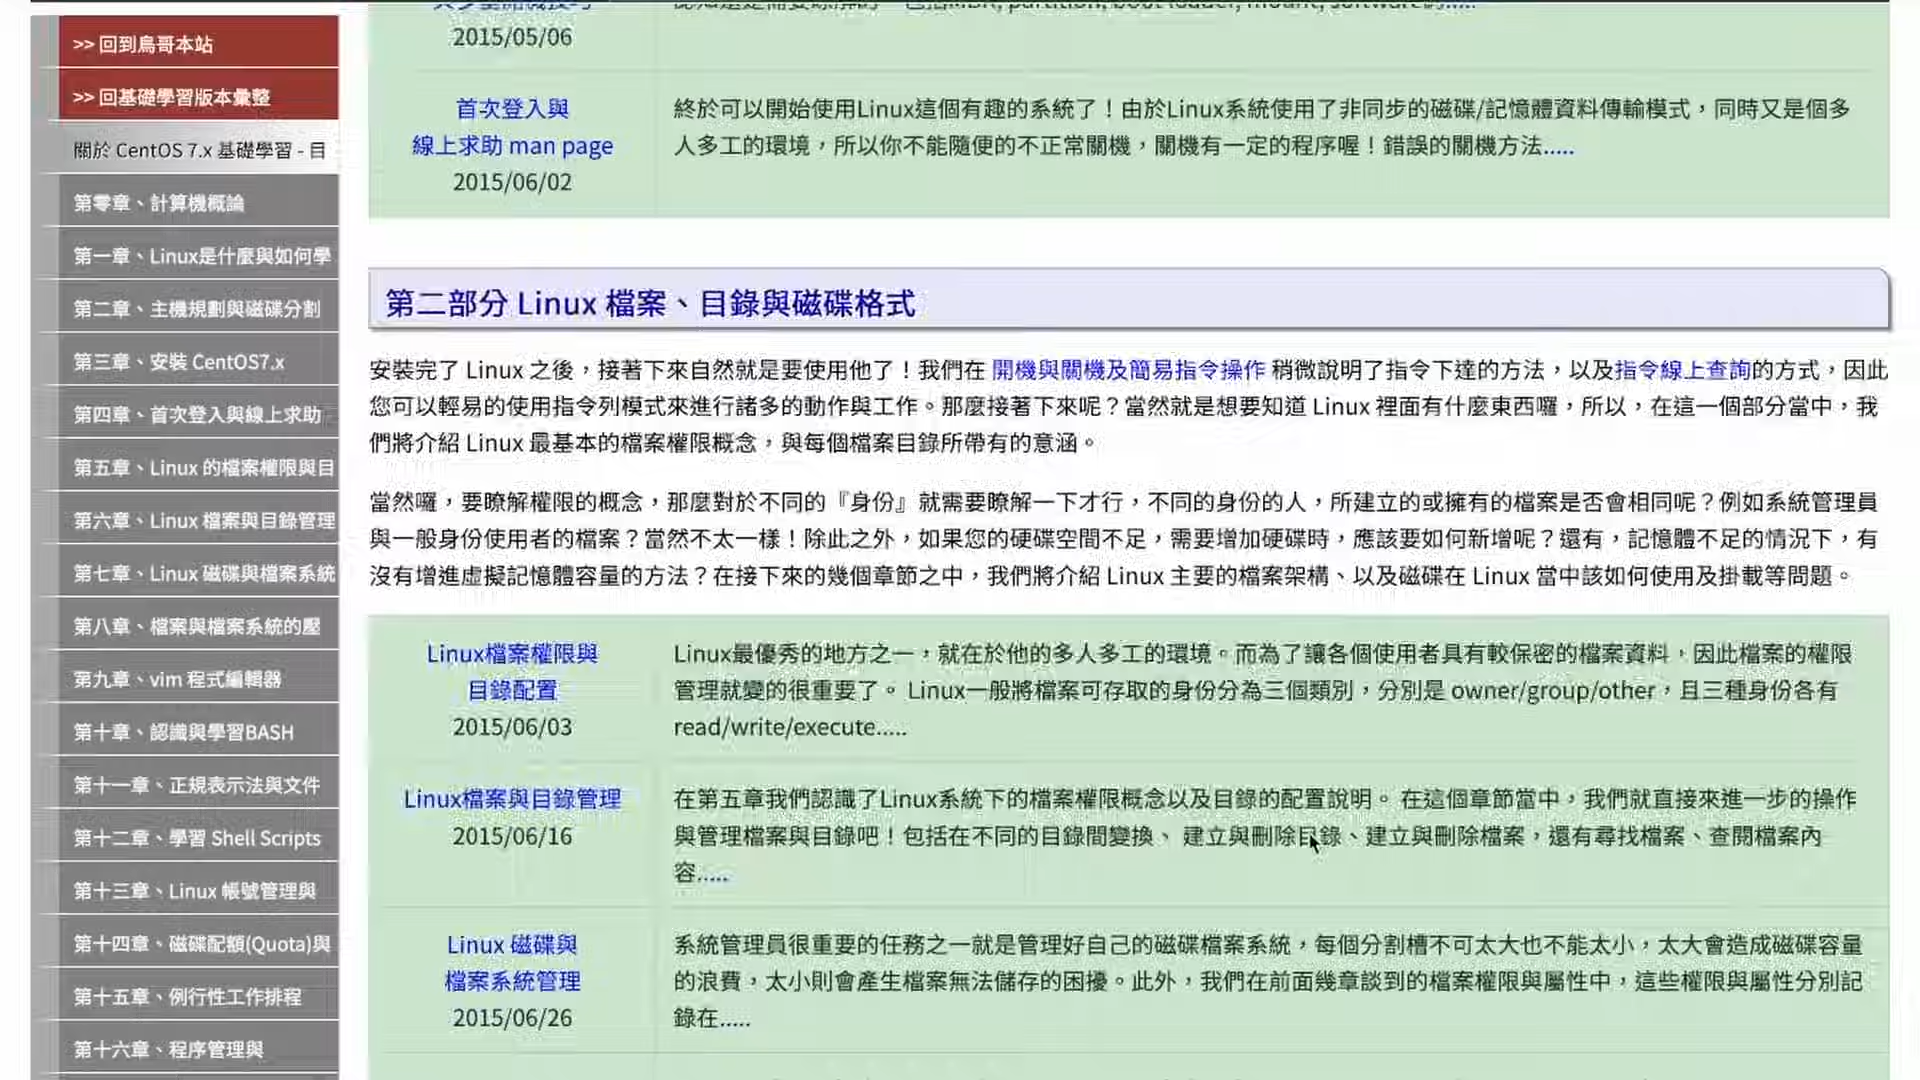 >> 回到鳥哥本站
>> 回基礎學習版本彙整
關於 CentOS 7.x 基礎學習 - 目
第零章、計算機概論
第一章、Linux是什麼與如何學
第二章、主機規劃與磁碟分割
第三章、安裝 CentOS7.x
第四章、首次登入與線上求助
第五章、Linux 的檔案權限與目
第六章、Linux 檔案與目錄管理
第七章、Linux 磁碟與檔案系統
第八章、檔案與檔案系統的壓
第九章、vim 程式編輯器
第十章、認識與學習BASH
第十一章、正規表示法與文件
第十二章、學習 Shell Scripts
第十三章、Linux 帳號管理與
第十四章、磁碟配額(Quota)與
第十五章、例行性工作排程
第十六章、程序管理與
2015/05/06
首次登入與
線上求助 man page
2015/06/02
終於可以開始使用Linux這個有趣的系統了！由於Linux系統使用了非同步的磁碟/記憶體資料傳輸模式，同時又是個多
人多工的環境，所以你不能隨便的不正常關機，關機有一定的程序喔！錯誤的關機方法.....
第二部分 Linux 檔案、目錄與磁碟格式
安裝完了 Linux 之後，接著下來自然就是要使用他了！我們在 開機與關機及簡易指令操作 稍微說明了指令下達的方法，以及指令線上查詢的方式，因此
您可以輕易的使用指令列模式來進行諸多的動作與工作。那麼接著下來呢？當然就是想要知道 Linux 裡面有什麼東西囉，所以，在這一個部分當中，我
們將介紹 Linux 最基本的檔案權限概念，與每個檔案目錄所帶有的意涵。
當然囉，要瞭解權限的概念，那麼對於不同的『身份』就需要瞭解一下才行，不同的身份的人，所建立的或擁有的檔案是否會相同呢？例如系統管理員
與一般身份使用者的檔案？當然不太一樣！除此之外，如果您的硬碟空間不足，需要增加硬碟時，應該要如何新增呢？還有，記憶體不足的情況下，有
沒有增進虛擬記憶體容量的方法？在接下來的幾個章節之中，我們將介紹 Linux 主要的檔案架構、以及磁碟在 Linux 當中該如何使用及掛載等問題。
Linux檔案權限與
目錄配置
2015/06/03
Linux最優秀的地方之一，就在於他的多人多工的環境。而為了讓各個使用者具有較保密的檔案資料，因此檔案的權限
管理就變的很重要了。 Linux一般將檔案可存取的身份分為三個類別，分別是 owner/group/other，且三種身份各有
read/write/execute.....
Linux檔案與目錄管理
2015/06/16
在第五章我們認識了Linux系統下的檔案權限概念以及目錄的配置說明。 在這個章節當中，我們就直接來進一步的操作
與管理檔案與目錄吧！包括在不同的目錄間變換、 建立與刪除目錄、建立與刪除檔案，還有尋找檔案、查閱檔案內
容.....
Linux 磁碟與
檔案系統管理
2015/06/26
系統管理員很重要的任務之一就是管理好自己的磁碟檔案系統，每個分割槽不可太大也不能太小，太大會造成磁碟容量
的浪費，太小則會產生檔案無法儲存的困擾。此外，我們在前面幾章談到的檔案權限與屬性中，這些權限與屬性分別記
錄在.....